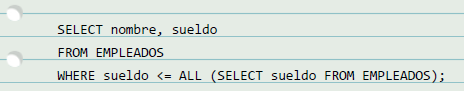 SELECT nombre, sueldo
FROM EMPLEADOS
WHERE sueldo <= ALL (SELECT sueldo FROM EMPLEADOS);